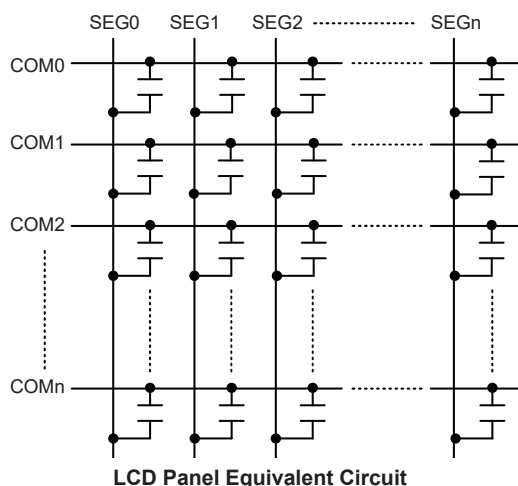 SEG0 SEG1 SEG2 SEGn
COM0
COM1
COM2
COMn
LCD Panel Equivalent Circuit